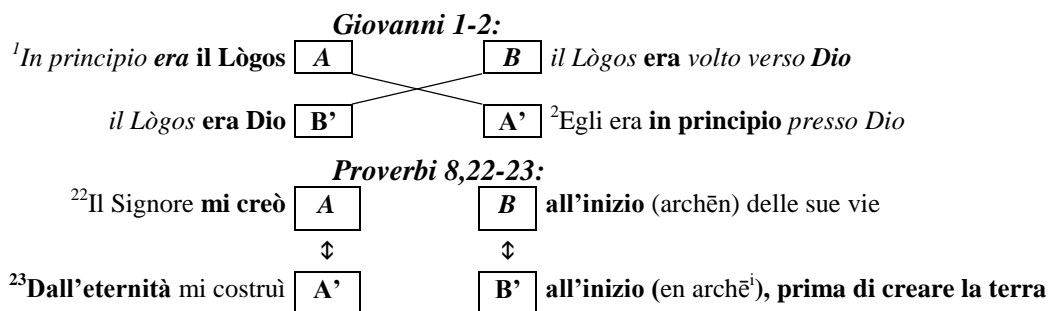 Giovanni 1-2:
¹In principio era il Lògos A B il Lògos era volto verso Dio
il Lògos era Dio B’ A’ ²Egli era in principio presso Dio
Proverbi 8,22-23:
²²Il Signore mi creò A B all’inizio (archēn) delle sue vie
⇕ ⇕
²³Dall’eternità mi costruì A’ B’ all’inizio (en archēⁱ), prima di creare la terra